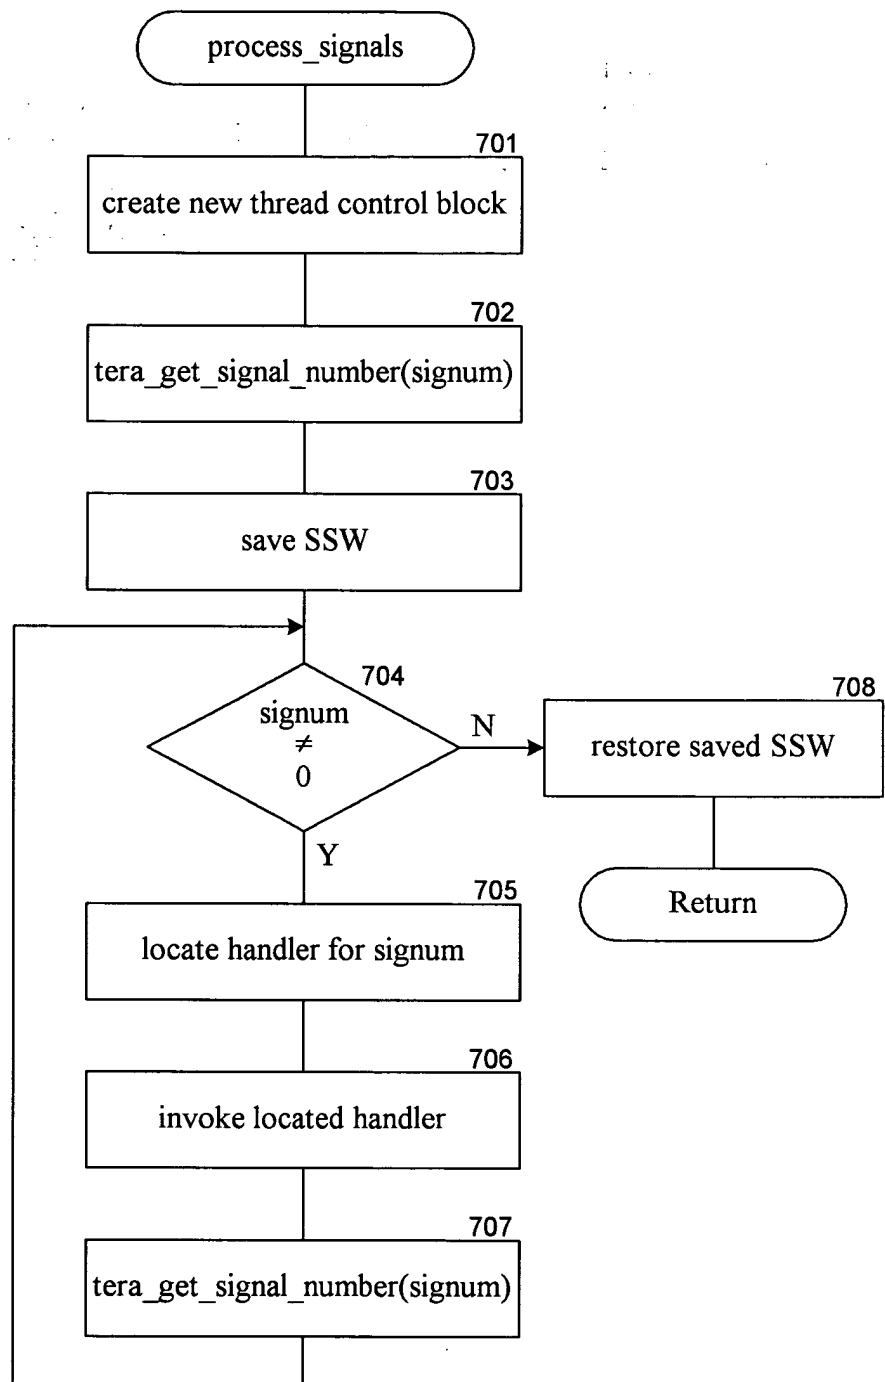 process_signals
701
create new thread control block
702
tera_get_signal_number(signum)
703
save SSW
704
signum
≠
0
N
708
restore saved SSW
Y
Return
705
locate handler for signum
706
invoke located handler
707
tera_get_signal_number(signum)